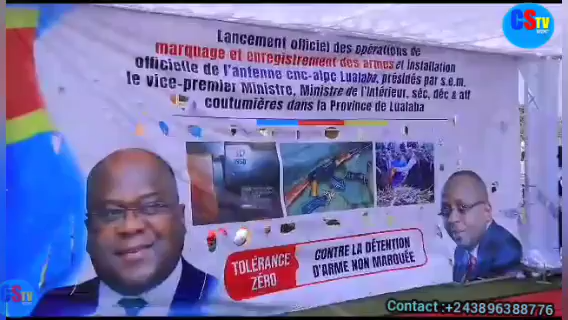 CSTV
Lancement officiel des opérations de
marquage et enregistrement des armes et installation
officielle de l'antenne cnc-alpc Lualaba, présidés par s.e.m.
le vice-premier Ministre, Ministre de l'Intérieur, séc, déc & aff
coutumières dans la Province de Lualaba
TOLÉRANCE
ZÉRO
CONTRE LA DÉTENTION
D'ARME NON MARQUÉE
CSTV
Contact :+243896388776